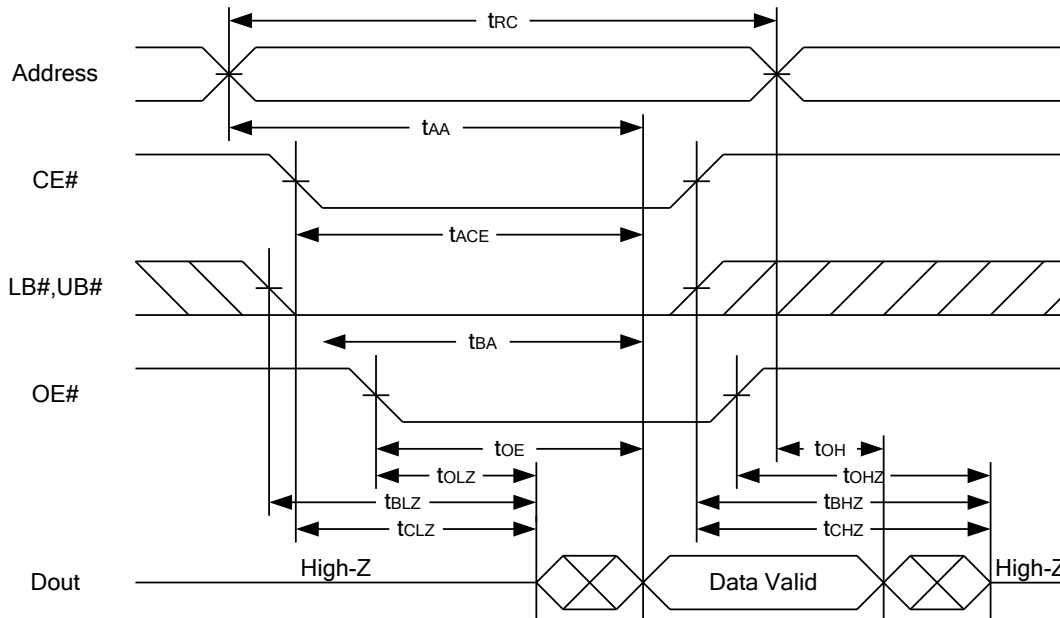 tRC
Address
tAA
CE#
tACE
LB#,UB#
tBA
OE#
tOE
tOH
tOLZ
tOHZ
tBLZ
tBHZ
tCLZ
tCHZ
Dout
High-Z
Data Valid
High-Z